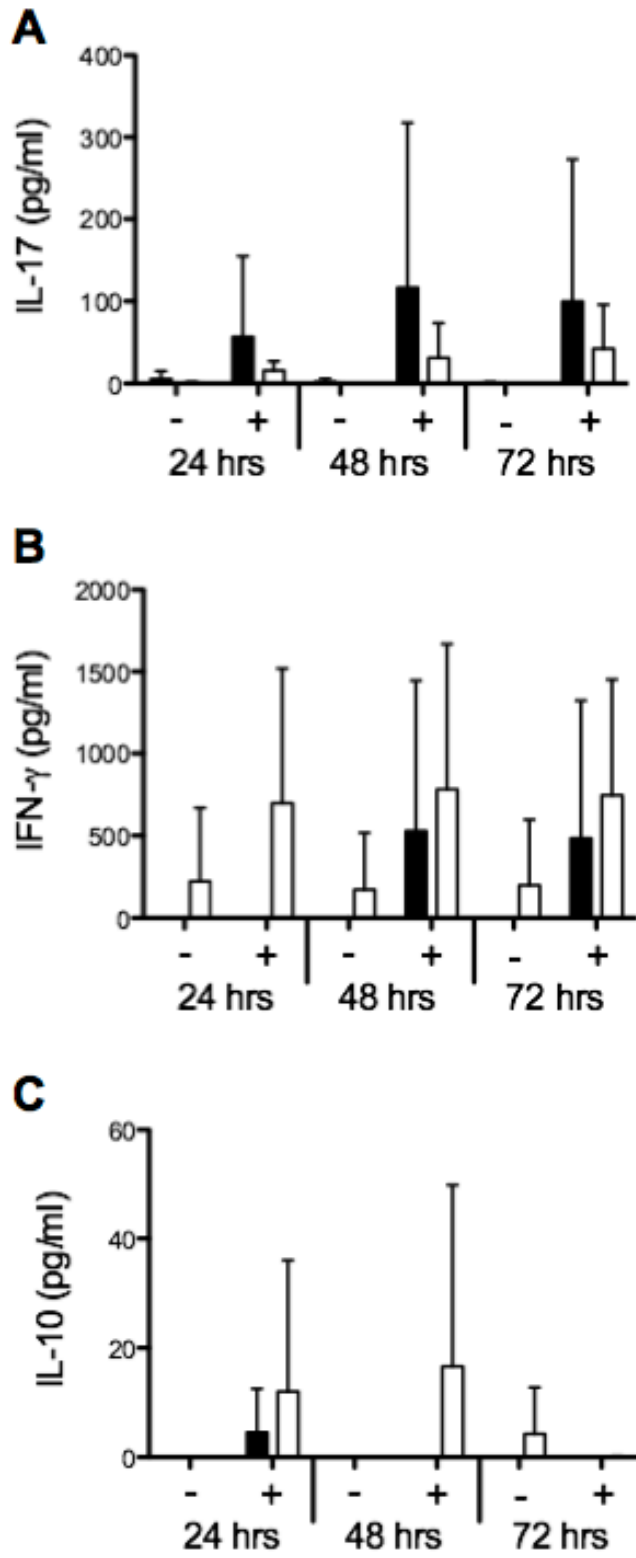 A
IL-17 (pg/ml)
400
300
200
100
0
- + - + - +
24 hrs 48 hrs 72 hrs
B
IFN-γ (pg/ml)
2000
1500
1000
500
0
- + - + - +
24 hrs 48 hrs 72 hrs
C
IL-10 (pg/ml)
60
40
20
0
- + - + - +
24 hrs 48 hrs 72 hrs